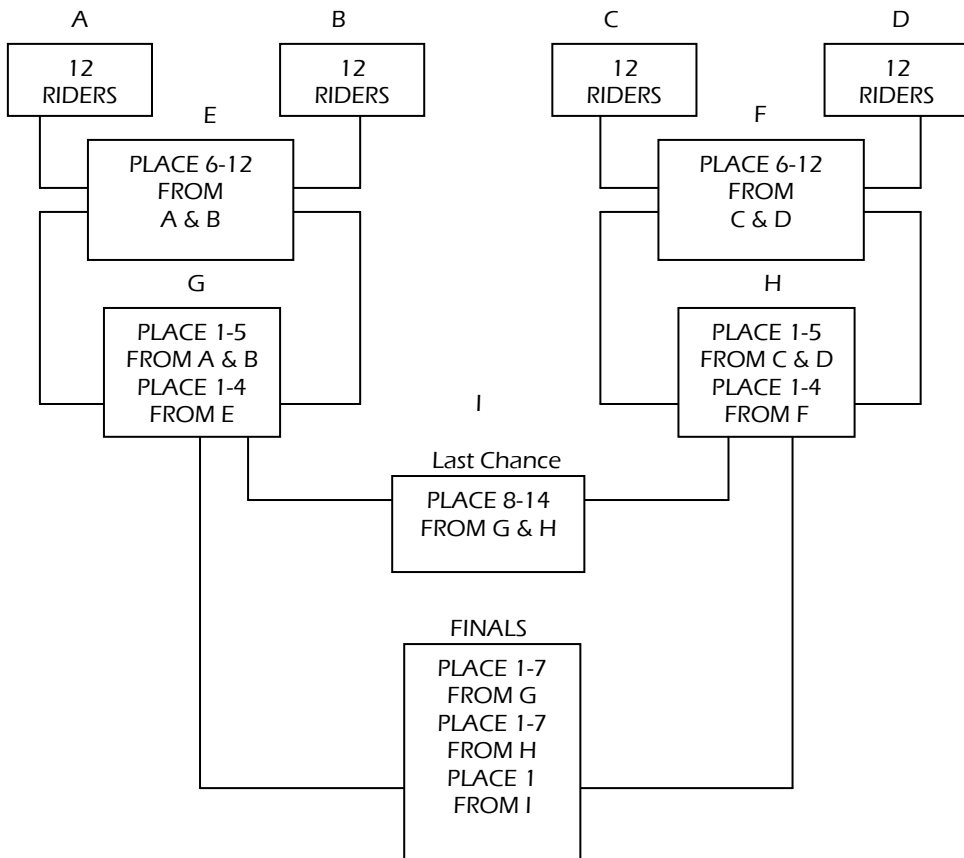 A
B
C
D
12
RIDERS
12
RIDERS
12
RIDERS
12
RIDERS
E
F
PLACE 6-12
FROM
A & B
PLACE 6-12
FROM
C & D
G
H
PLACE 1-5
FROM A & B
PLACE 1-4
FROM E
PLACE 1-5
FROM C & D
PLACE 1-4
FROM F
I
Last Chance
PLACE 8-14
FROM G & H
FINALS
PLACE 1-7
FROM G
PLACE 1-7
FROM H
PLACE 1
FROM I